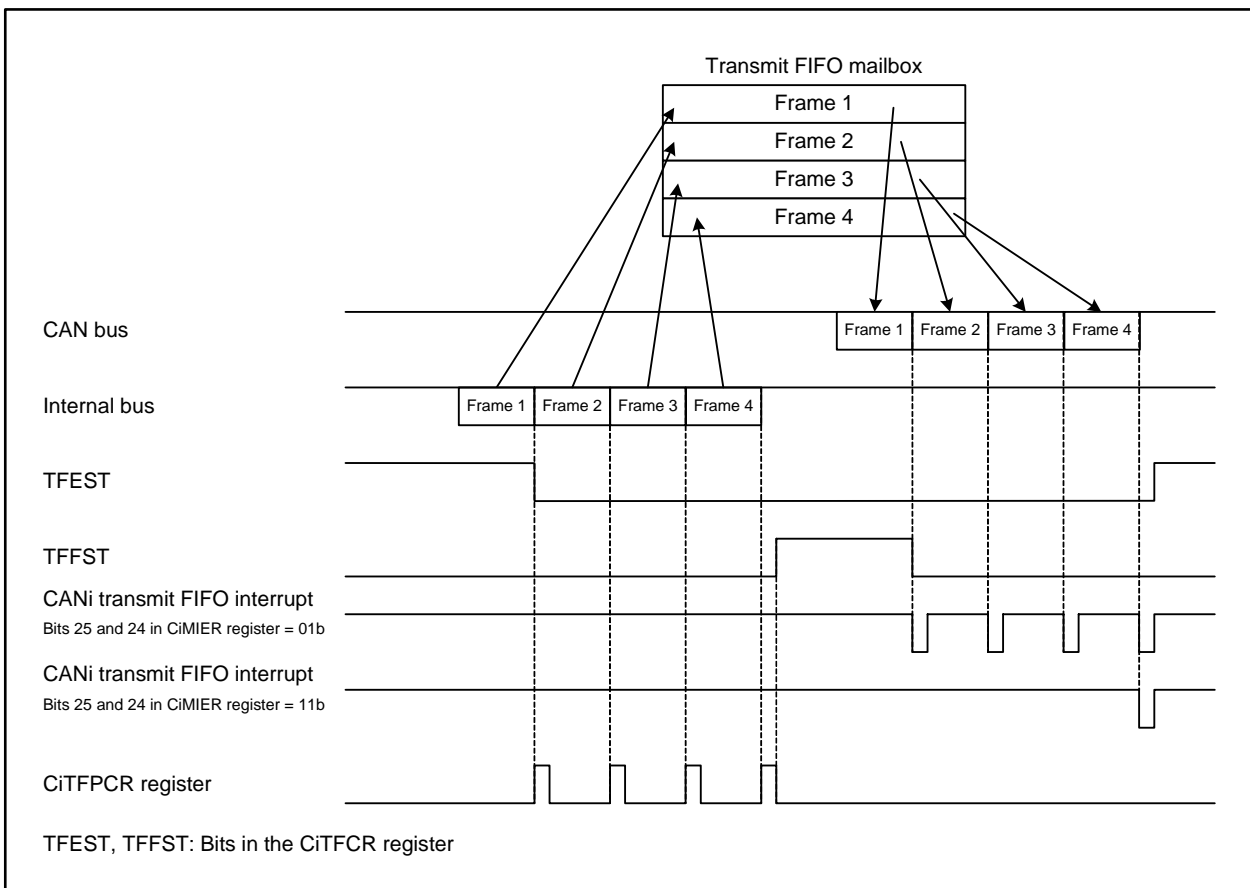 Transmit FIFO mailbox
Frame 1
Frame 2
Frame 3
Frame 4
CAN bus
Frame 1 Frame 2 Frame 3 Frame 4
Internal bus
Frame 1 Frame 2 Frame 3 Frame 4
TFEST
TFFST
CANi transmit FIFO interrupt
Bits 25 and 24 in CiMIER register = 01b
CANi transmit FIFO interrupt
Bits 25 and 24 in CiMIER register = 11b
CiTFPCR register
TFEST, TFFST: Bits in the CiTFCR register